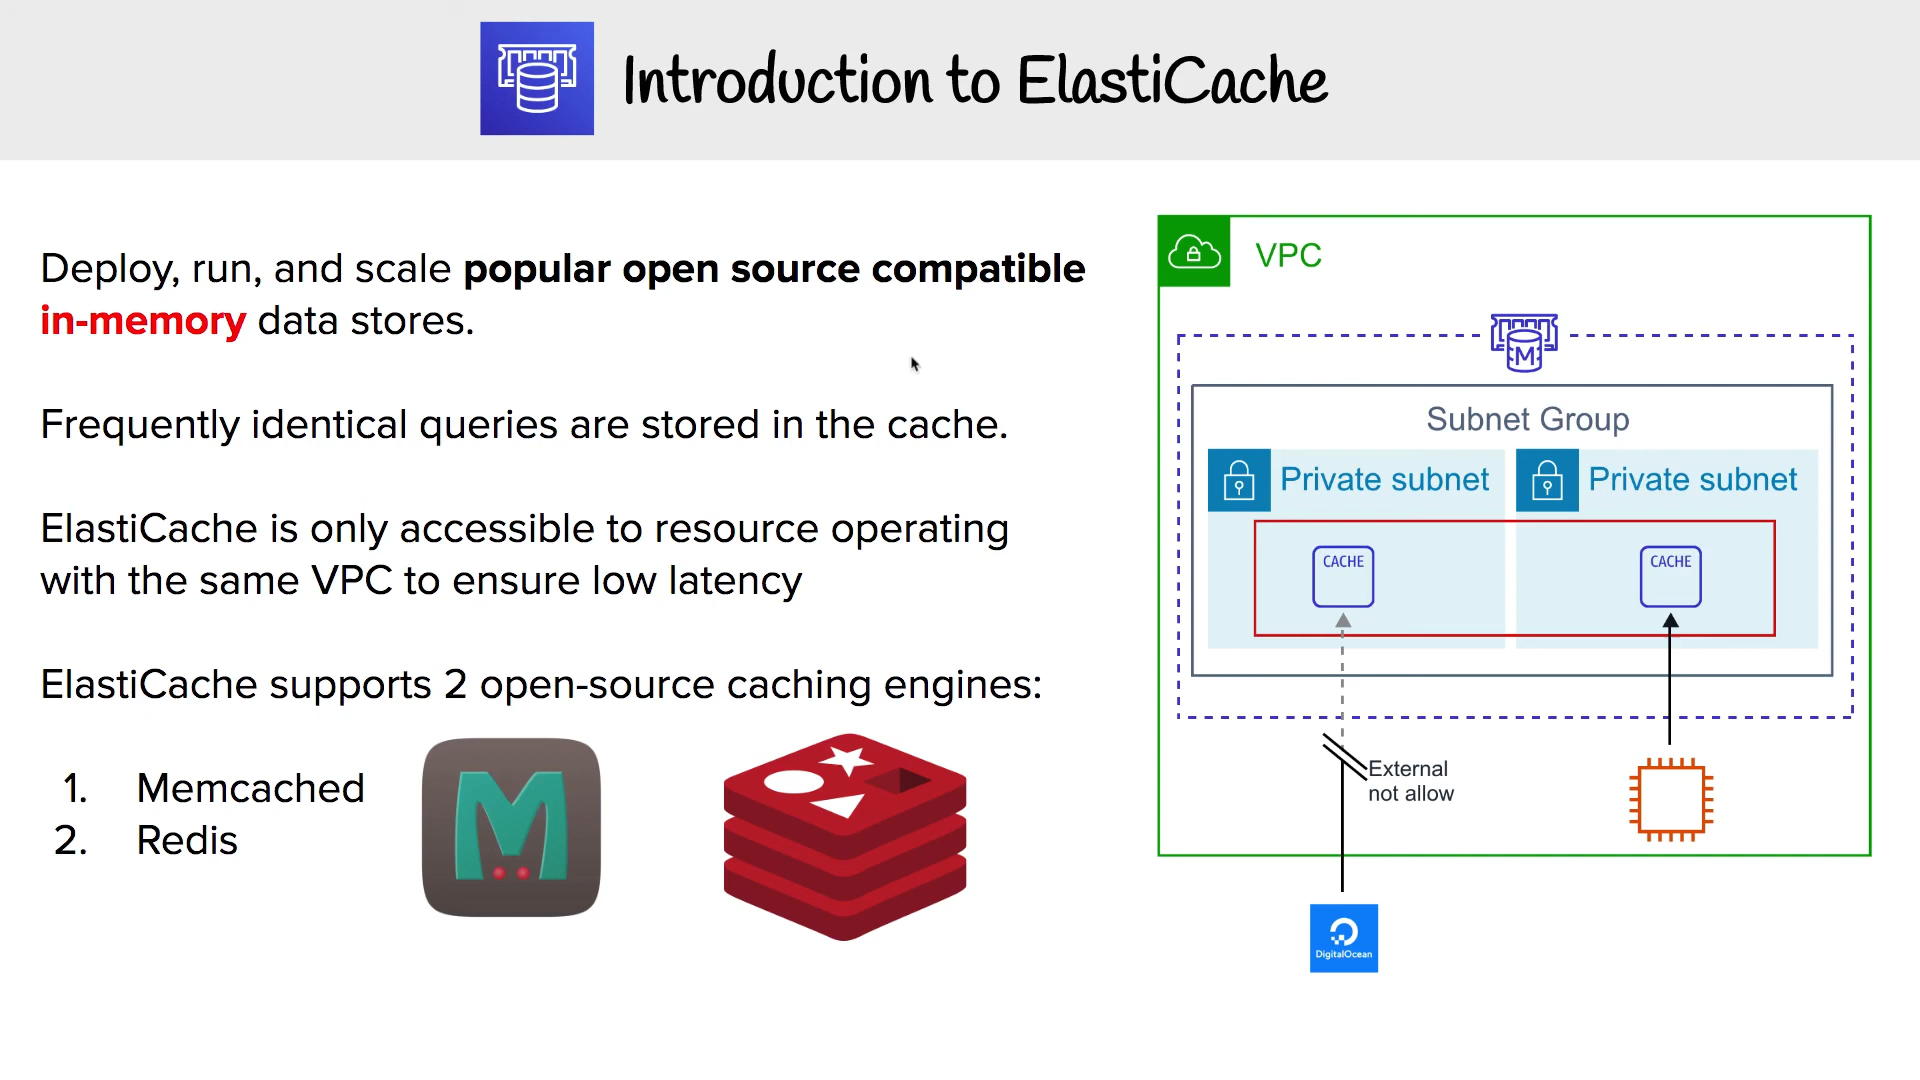 Introduction to ElastiCache
Deploy, run, and scale popular open source compatible
in-memory data stores.
Frequently identical queries are stored in the cache.
ElastiCache is only accessible to resource operating
with the same VPC to ensure low latency
ElastiCache supports 2 open-source caching engines:
1. Memcached
2. Redis
M
VPC
M
Subnet Group
Private subnet
Private subnet
CACHE
CACHE
External
not allow
DigitalOcean